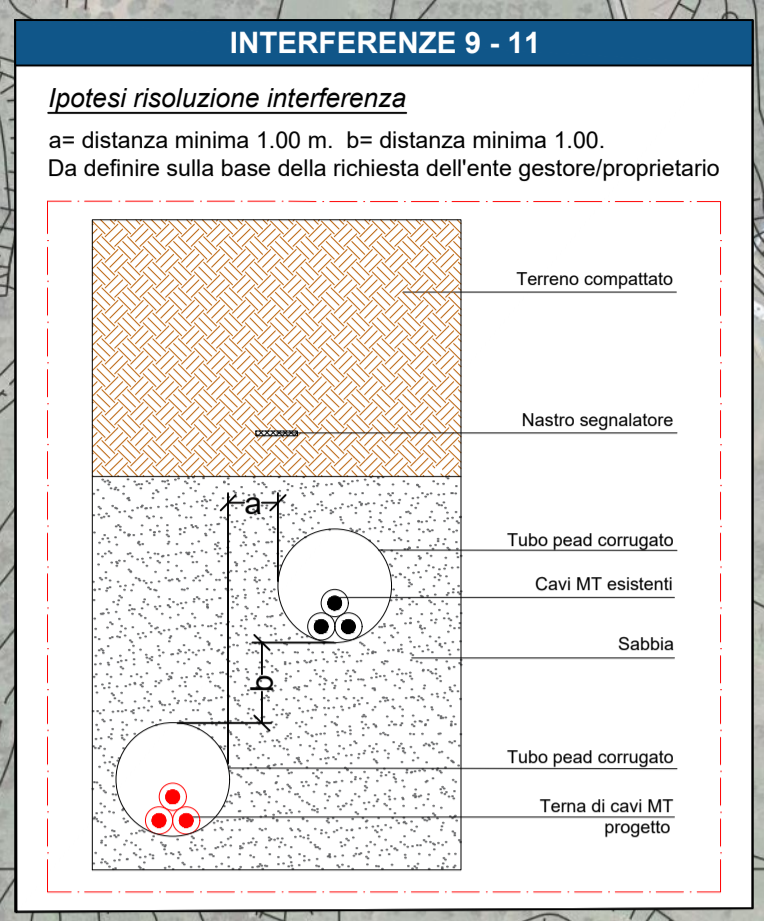 INTERFERENZE 9 - 11
Ipotesi risoluzione interferenza
a= distanza minima 1.00 m.  b= distanza minima 1.00.
Da definire sulla base della richiesta dell'ente gestore/proprietario
Terreno compattato
Nastro segnalatore
a
Tubo pead corrugato
Cavi MT esistenti
Sabbia
b
Tubo pead corrugato
Terna di cavi MT
progetto